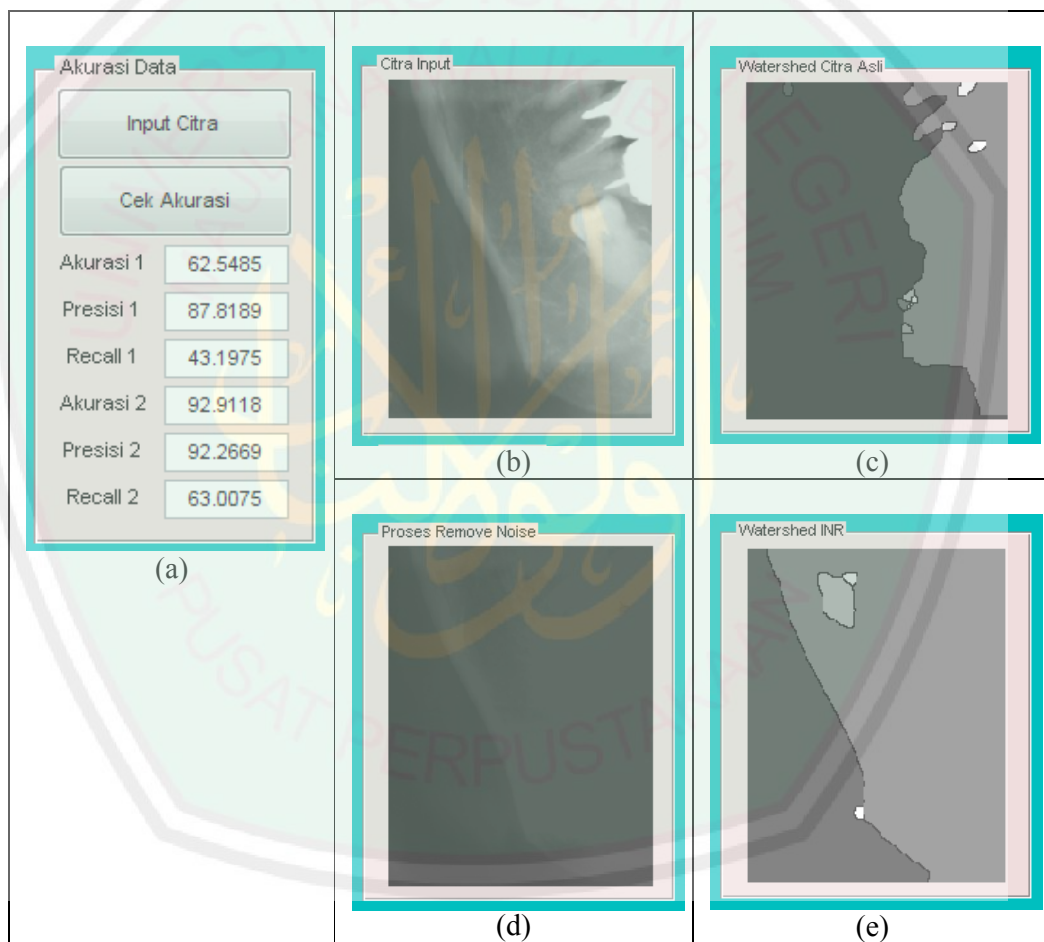 Akurasi Data
Input Citra
Cek Akurasi
Akurasi 1 62.5485
Presisi 1 87.8189
Recall 1 43.1975
Akurasi 2 92.9118
Presisi 2 92.2669
Recall 2 63.0075
(a)
Citra Input
(b)
Watershed Citra Asli
(c)
Proses Remove Noise
(d)
Watershed INR
(e)
PUSAT PERPUSTAKAAN